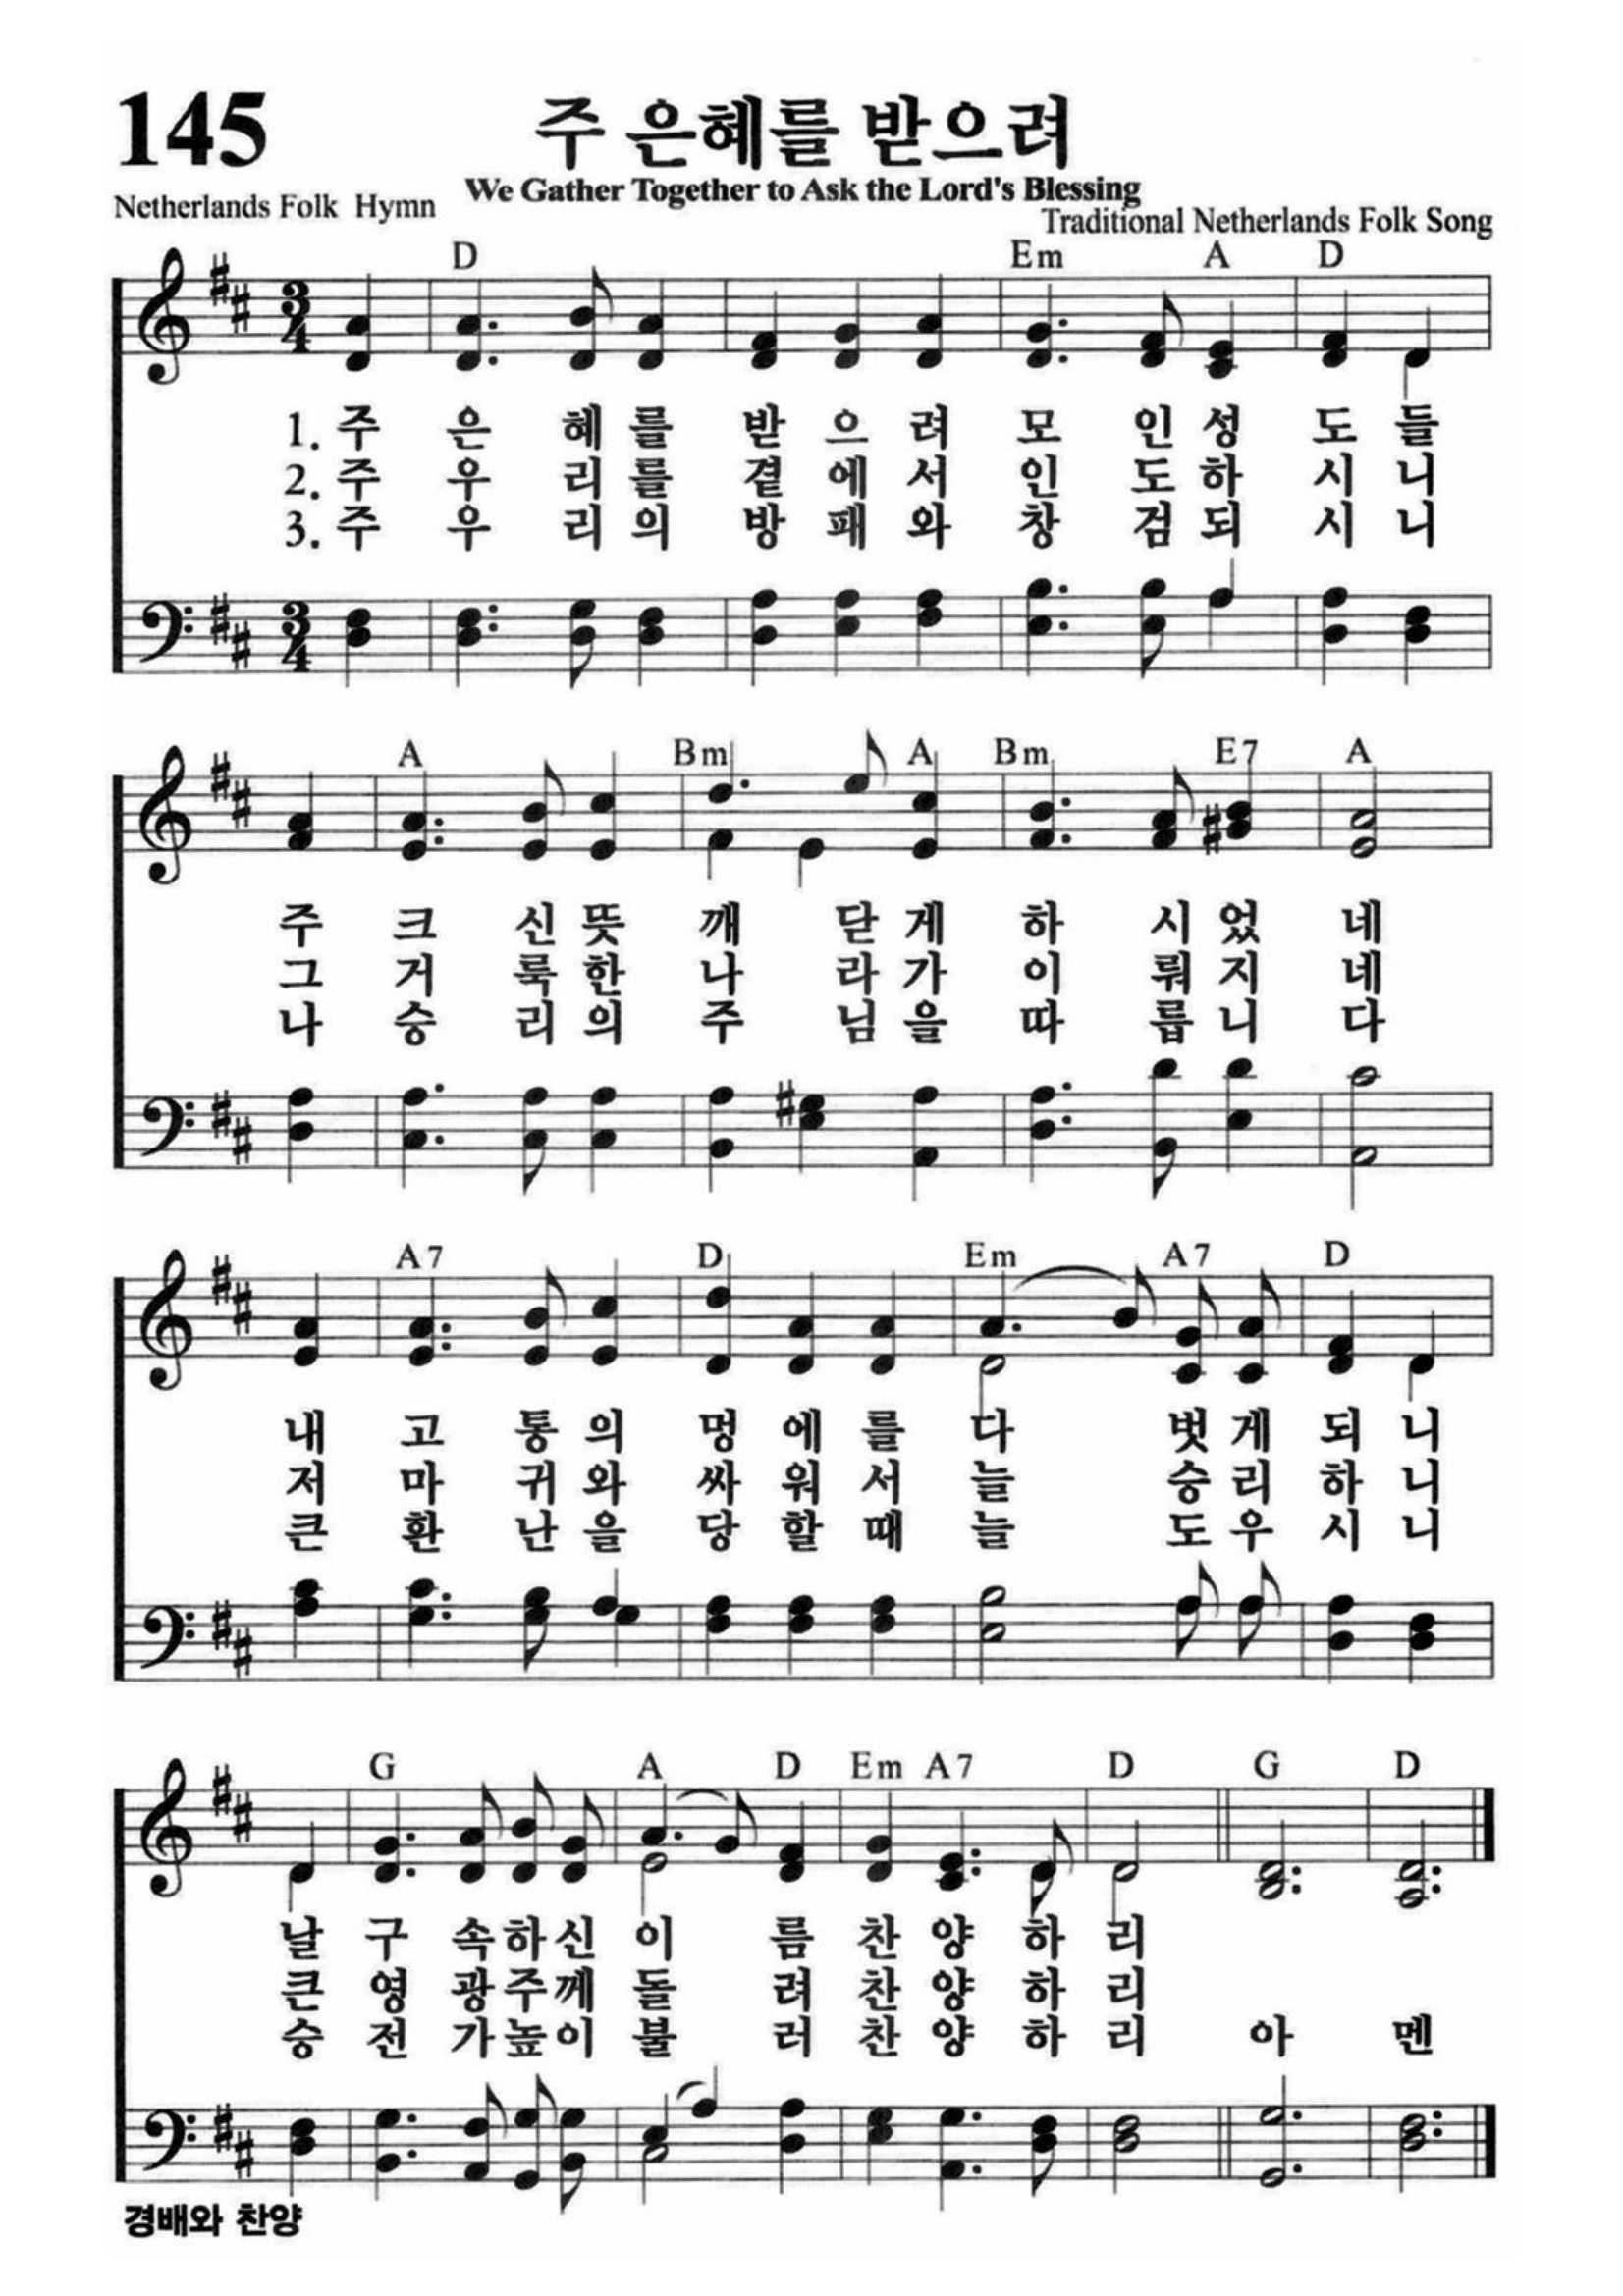 145
주 은혜를 받으려
We Gather Together to Ask the Lord's Blessing
Netherlands Folk Hymn
Traditional Netherlands Folk Song
D Em A D
1. 주 은 혜 를 받 으 려 모 인 성 도 들
2. 주 우 리 를 곁 에 서 인 도 하 시 니
3. 주 우 리 의 방 패 와 창 검 되 시 니
A Bm A Bm E7 A
주 크 신 뜻 깨 닫 게 하 시 었 네
그 거 룩 한 나 라 가 이 뤄 지 네
나 승 리 의 주 님 을 따 릅 니 다
A7 D Em A7 D
내 고 통 의 멍 에 를 다 벗 게 되 니
저 마 귀 와 싸 워 서 늘 승 리 하 니
큰 환 난 을 당 할 때 늘 도 우 시 니
G A D Em A7 D G D
날 구 속 하 신 이 름 찬 양 하 리
큰 영 광 주 께 돌 려 찬 양 하 리
승 전 가 높 이 불 러 찬 양 하 리 아 멘
경배와 찬양